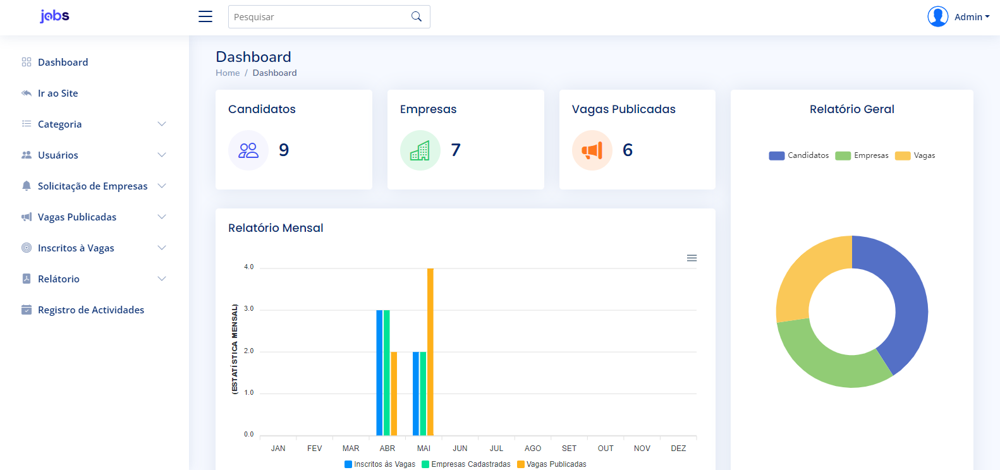 jobs
Pesquisar
Admin
Dashboard
Ir ao Site
Categoria
Usuários
Solicitação de Empresas
Vagas Publicadas
Inscritos à Vagas
Relátorio
Registro de Actividades
Dashboard
Home / Dashboard
Candidatos
9
Empresas
7
Vagas Publicadas
6
Relatório Geral
Candidatos Empresas Vagas
Relatório Mensal
(ESTATÍSTICA MENSAL)
4.0
3.0
2.0
1.0
0.0
JAN FEV MAR ABR MAI JUN JUL AGO SET OUT NOV DEZ
Inscritos às Vagas Empresas Cadastradas Vagas Publicadas